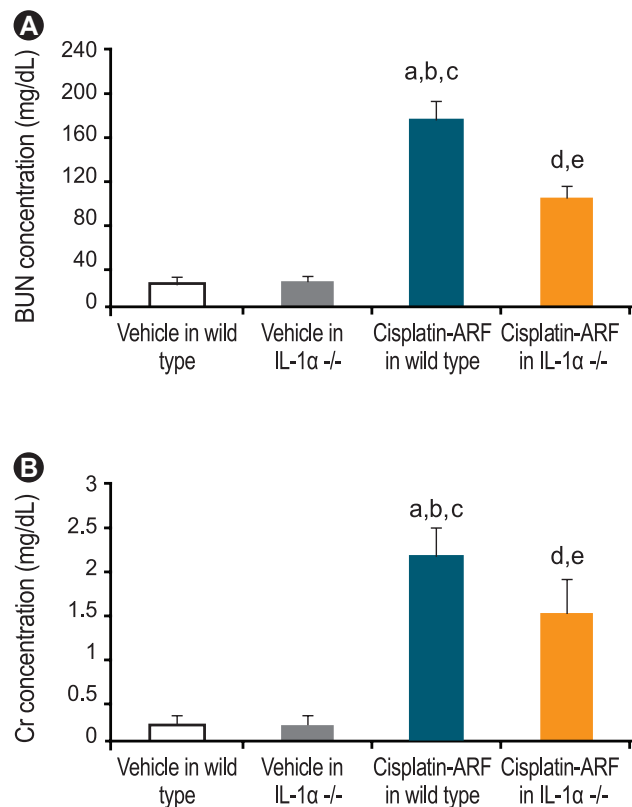 A
BUN concentration (mg/dL)
240
200
160
120
80
40
0
a,b,c
d,e
Vehicle in wild
type
Vehicle in
IL-1α -/-
Cisplatin-ARF
in wild type
Cisplatin-ARF
in IL-1α -/-
B
Cr concentration (mg/dL)
3
2.5
2
1.5
1
0.5
0
a,b,c
d,e
Vehicle in wild
type
Vehicle in
IL-1α -/-
Cisplatin-ARF
in wild type
Cisplatin-ARF
in IL-1α -/-